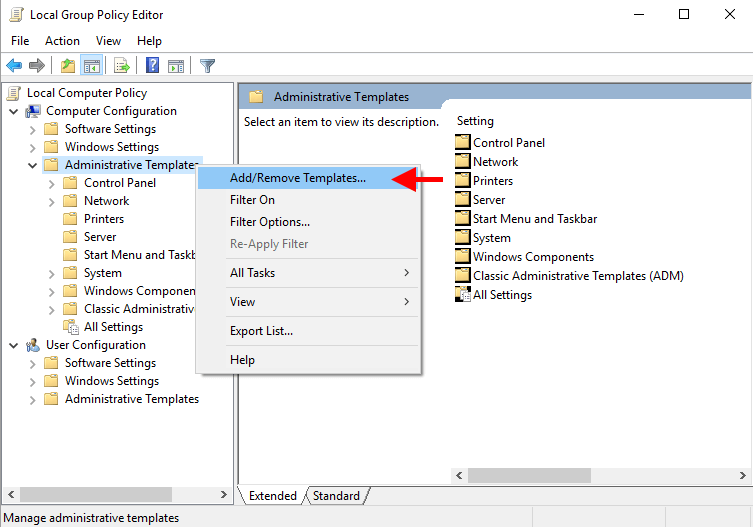 Local Group Policy Editor
File Action View Help
Local Computer Policy
Computer Configuration
Software Settings
Windows Settings
Administrative Templates
Control Panel
Network
Printers
Server
Start Menu and Taskb
System
Windows Componen
Classic Administrativ
All Settings
User Configuration
Software Settings
Windows Settings
Administrative Templates
Add/Remove Templates...
Filter On
Filter Options...
Re-Apply Filter
All Tasks
View
Export List...
Help
Administrative Templates
Select an item to view its description.
Setting
Control Panel
Network
Printers
Server
Start Menu and Taskbar
System
Windows Components
Classic Administrative Templates (ADM)
All Settings
Extended Standard
Manage administrative templates